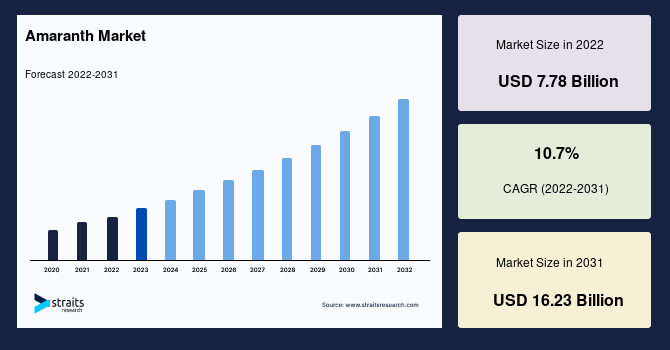 Amaranth Market
Forecast 2022-2031
2020 2021 2022 2023 2024 2025 2026 2027 2028 2029 2030 2031 2032
straits
research
Source: www.straitsresearch.com
Market Size in 2022
USD 7.78 Billion
10.7%
CAGR (2022-2031)
Market Size in 2031
USD 16.23 Billion